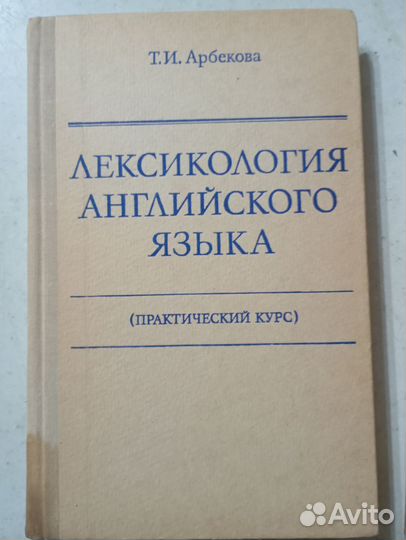 Т.И. Арбекова
ЛЕКСИКОЛОГИЯ
АНГЛИЙСКОГО
ЯЗЫКА
(ПРАКТИЧЕСКИЙ КУРС)
Avito